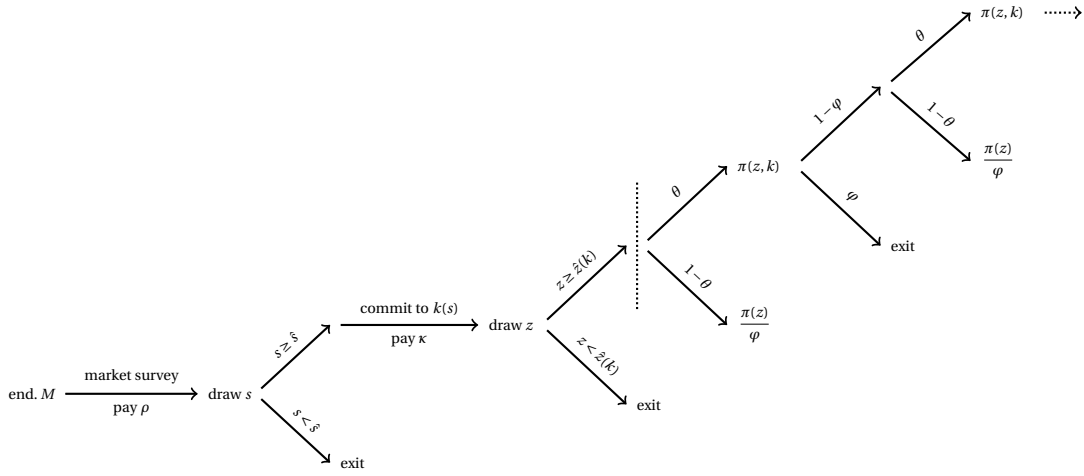 end. M
market survey
pay ρ
draw s
s ≥ ŝ
s < ŝ
exit
commit to k(s)
pay κ
draw z
z ≥ ẑ(k)
z < ẑ(k)
exit
θ
1−θ
π(z, k)
π(z)
φ
1−φ
φ
exit
θ
1−θ
π(z, k)
π(z)
φ